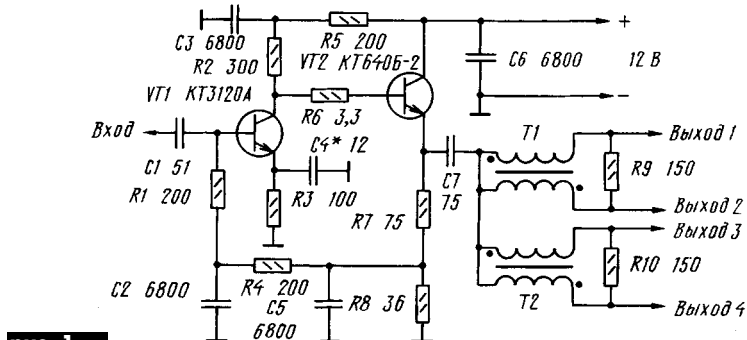 C3 6800
R2 300
R5 200
VT1 КТ3120А
VT2 КТ640Б-2
C6 6800
12 В
+
−
Вход
C1 51
R1 200
R6 3,3
C4* 12
R3 100
C7 75
R7 75
T1
Выход 1
R9 150
Выход 2
Выход 3
R10 150
T2
Выход 4
C2 6800
R4 200
C5 6800
R8 36